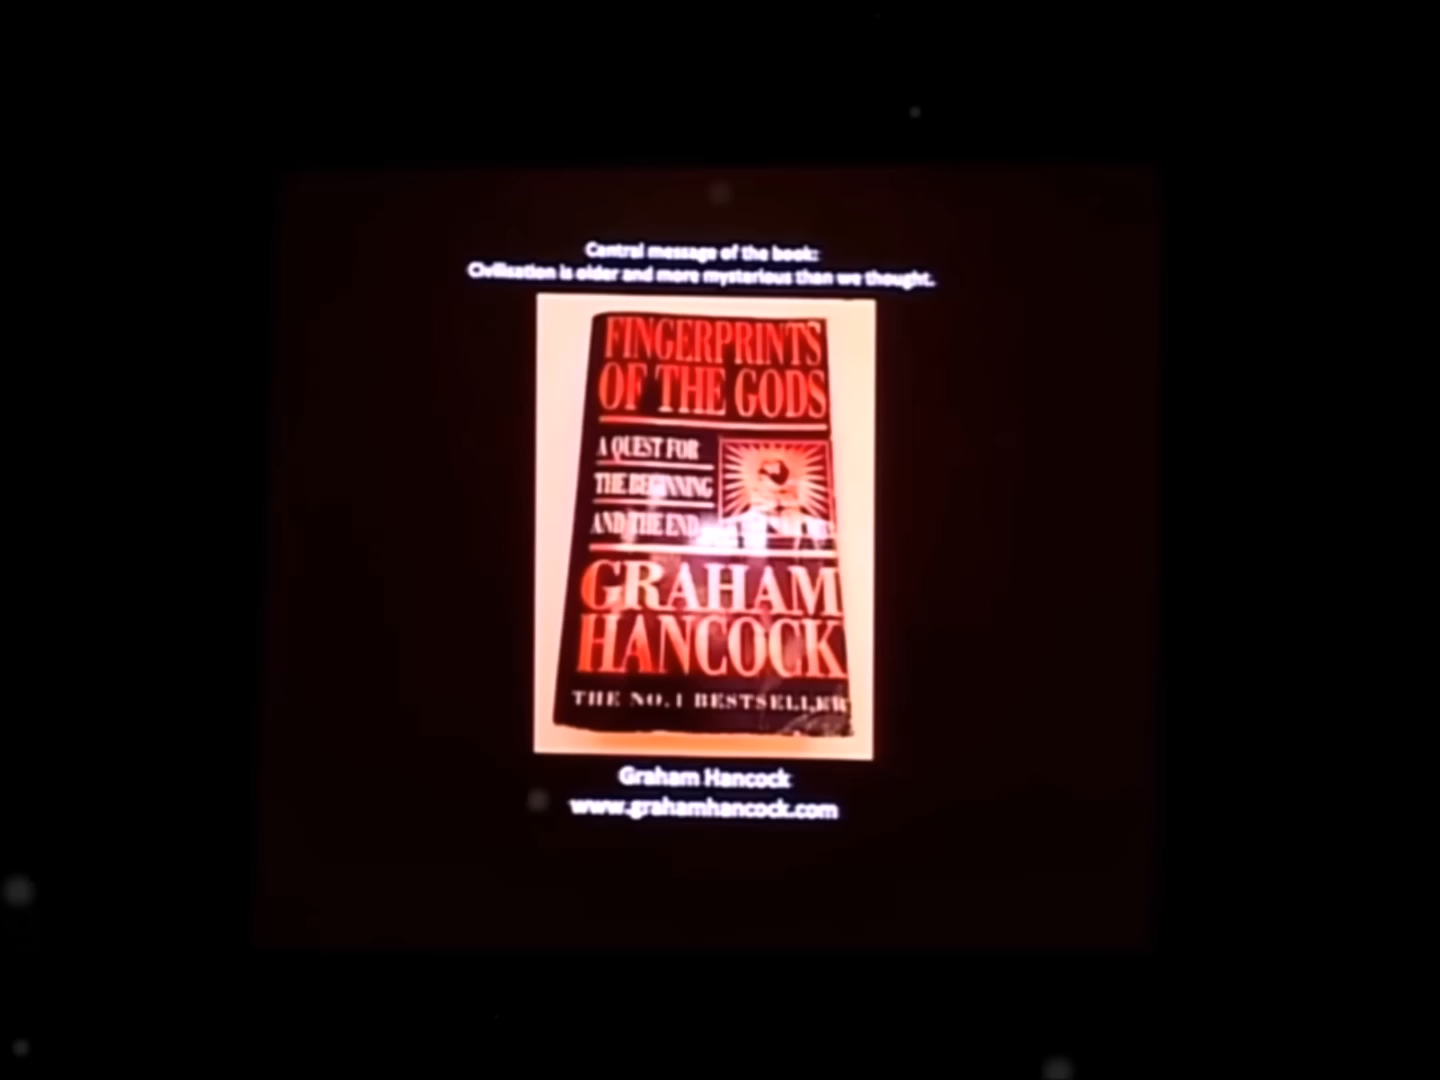 Central message of the book:
Civilisation is older and more mysterious than we thought.
FINGERPRINTS
OF THE GODS
A QUEST FOR
THE BEGINNING
AND THE END
GRAHAM
HANCOCK
THE NO.1 BESTSELLER
Graham Hancock
www.grahamhancock.com